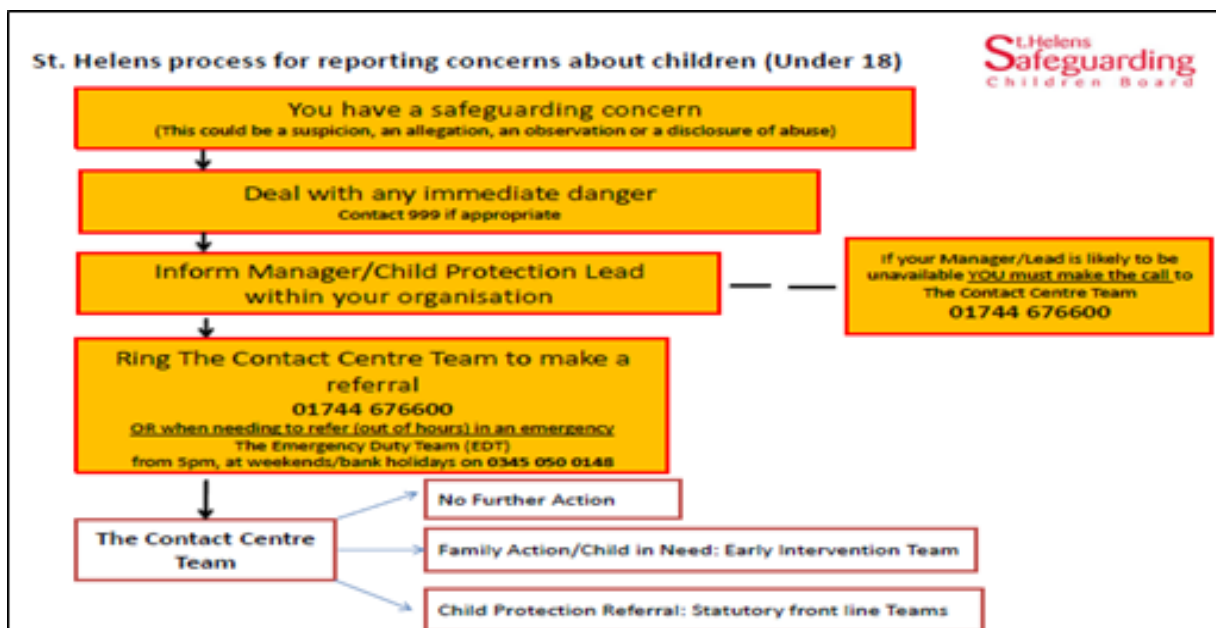 St. Helens process for reporting concerns about children (Under 18)
St.Helens
Safeguarding
Children Board
You have a safeguarding concern
(This could be a suspicion, an allegation, an observation or a disclosure of abuse)
Deal with any immediate danger
Contact 999 if appropriate
Inform Manager/Child Protection Lead
within your organisation
If your Manager/Lead is likely to be
unavailable YOU must make the call to
The Contact Centre Team
01744 676600
Ring The Contact Centre Team to make a
referral
01744 676600
OR when needing to refer (out of hours) in an emergency
The Emergency Duty Team (EDT)
from 5pm, at weekends/bank holidays on 0345 050 0148
The Contact Centre
Team
No Further Action
Family Action/Child in Need: Early Intervention Team
Child Protection Referral: Statutory front line Teams